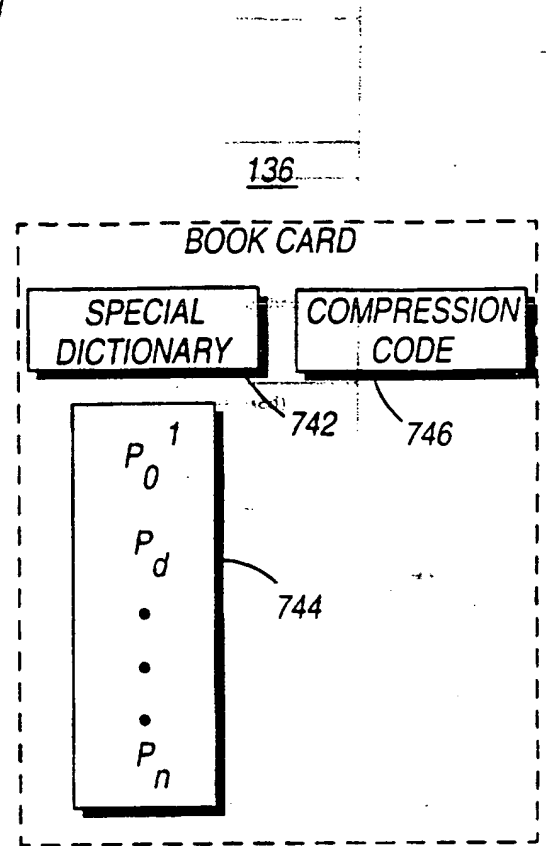 136
BOOK CARD
SPECIAL DICTIONARY
COMPRESSION CODE
742
746
P0 1
Pd
744
Pn